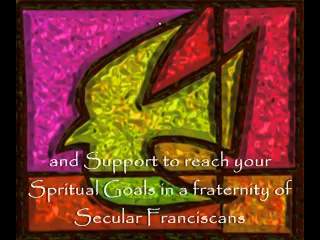 and Support to reach your
Spritual Goals in a fraternity of
Secular Franciscans